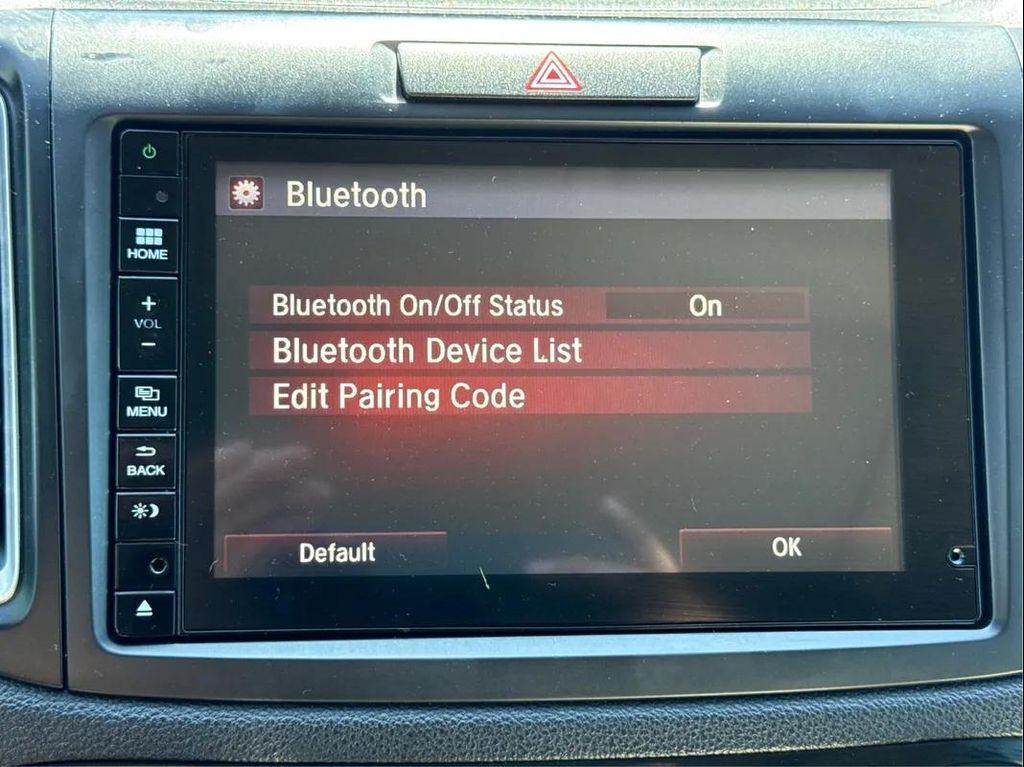 Bluetooth
HOME
Bluetooth On/Off Status On
+
VOL
-
Bluetooth Device List
MENU
Edit Pairing Code
BACK
Default OK